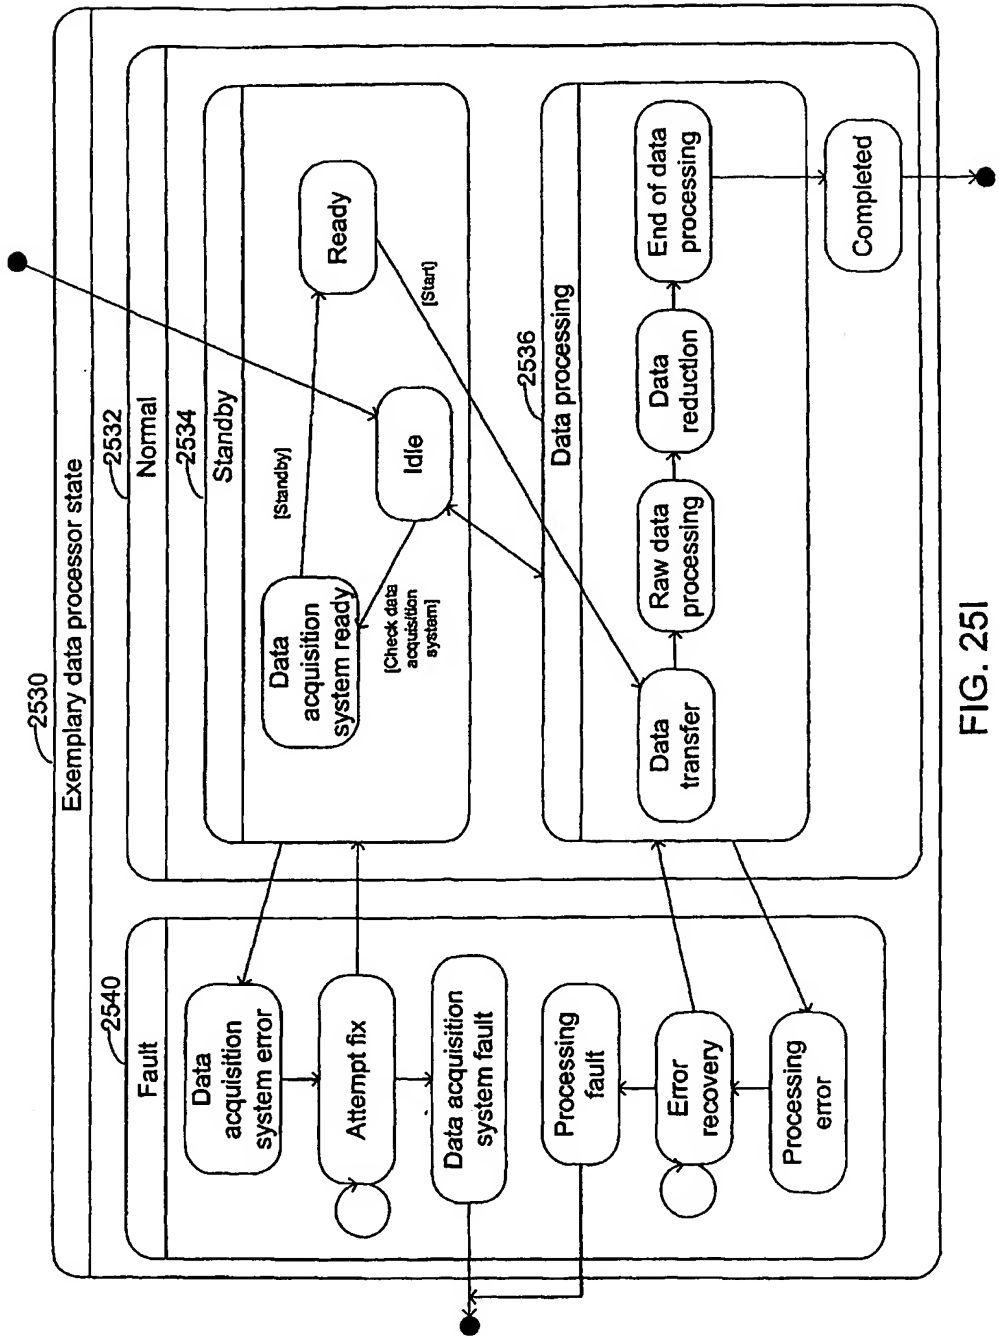 2530
Exemplary data processor state
2540
Fault
Data
acquisition
system error
Attempt fix
Data acquisition
system fault
Processing
fault
Error
recovery
Processing
error
2532
Normal
2534
Standby
Data
acquisition
system ready
[Standby]
Ready
Idle
[Check data
acquisition
system]
[Start]
2536
Data processing
Data
transfer
Raw data
processing
Data
reduction
End of data
processing
Completed
FIG. 25I